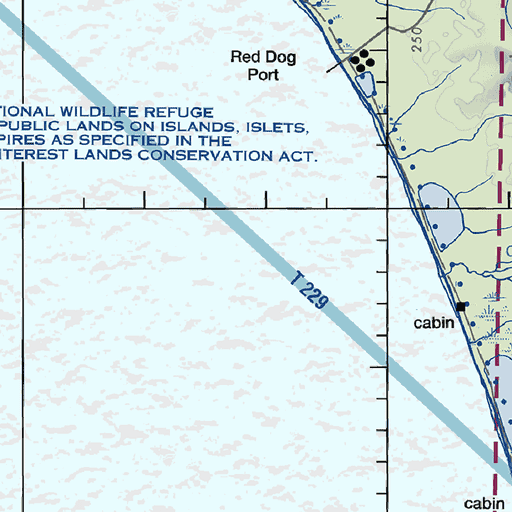 Red Dog
Port
250
TIONAL WILDLIFE REFUGE
PUBLIC LANDS ON ISLANDS, ISLETS,
PIRES AS SPECIFIED IN THE
NTEREST LANDS CONSERVATION ACT.
T 229
cabin
cabin